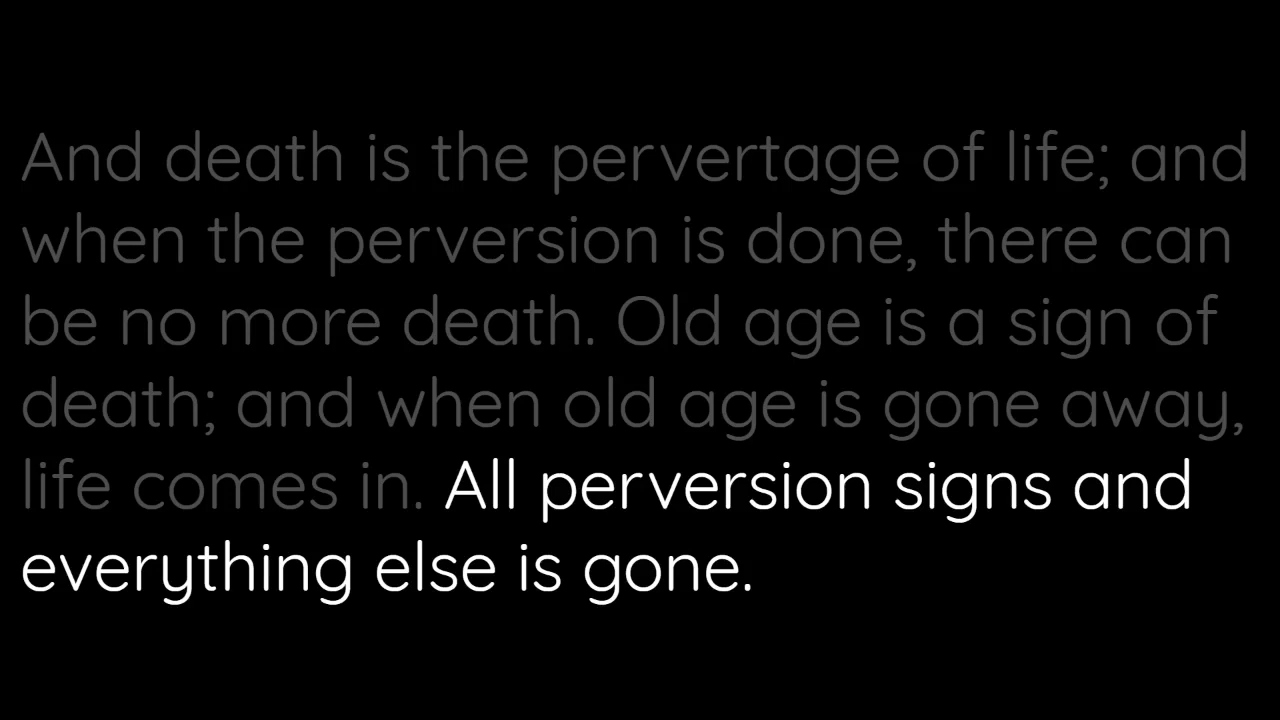 And death is the pervertage of life; and
when the perversion is done, there can
be no more death. Old age is a sign of
death; and when old age is gone away,
life comes in. All perversion signs and
everything else is gone.